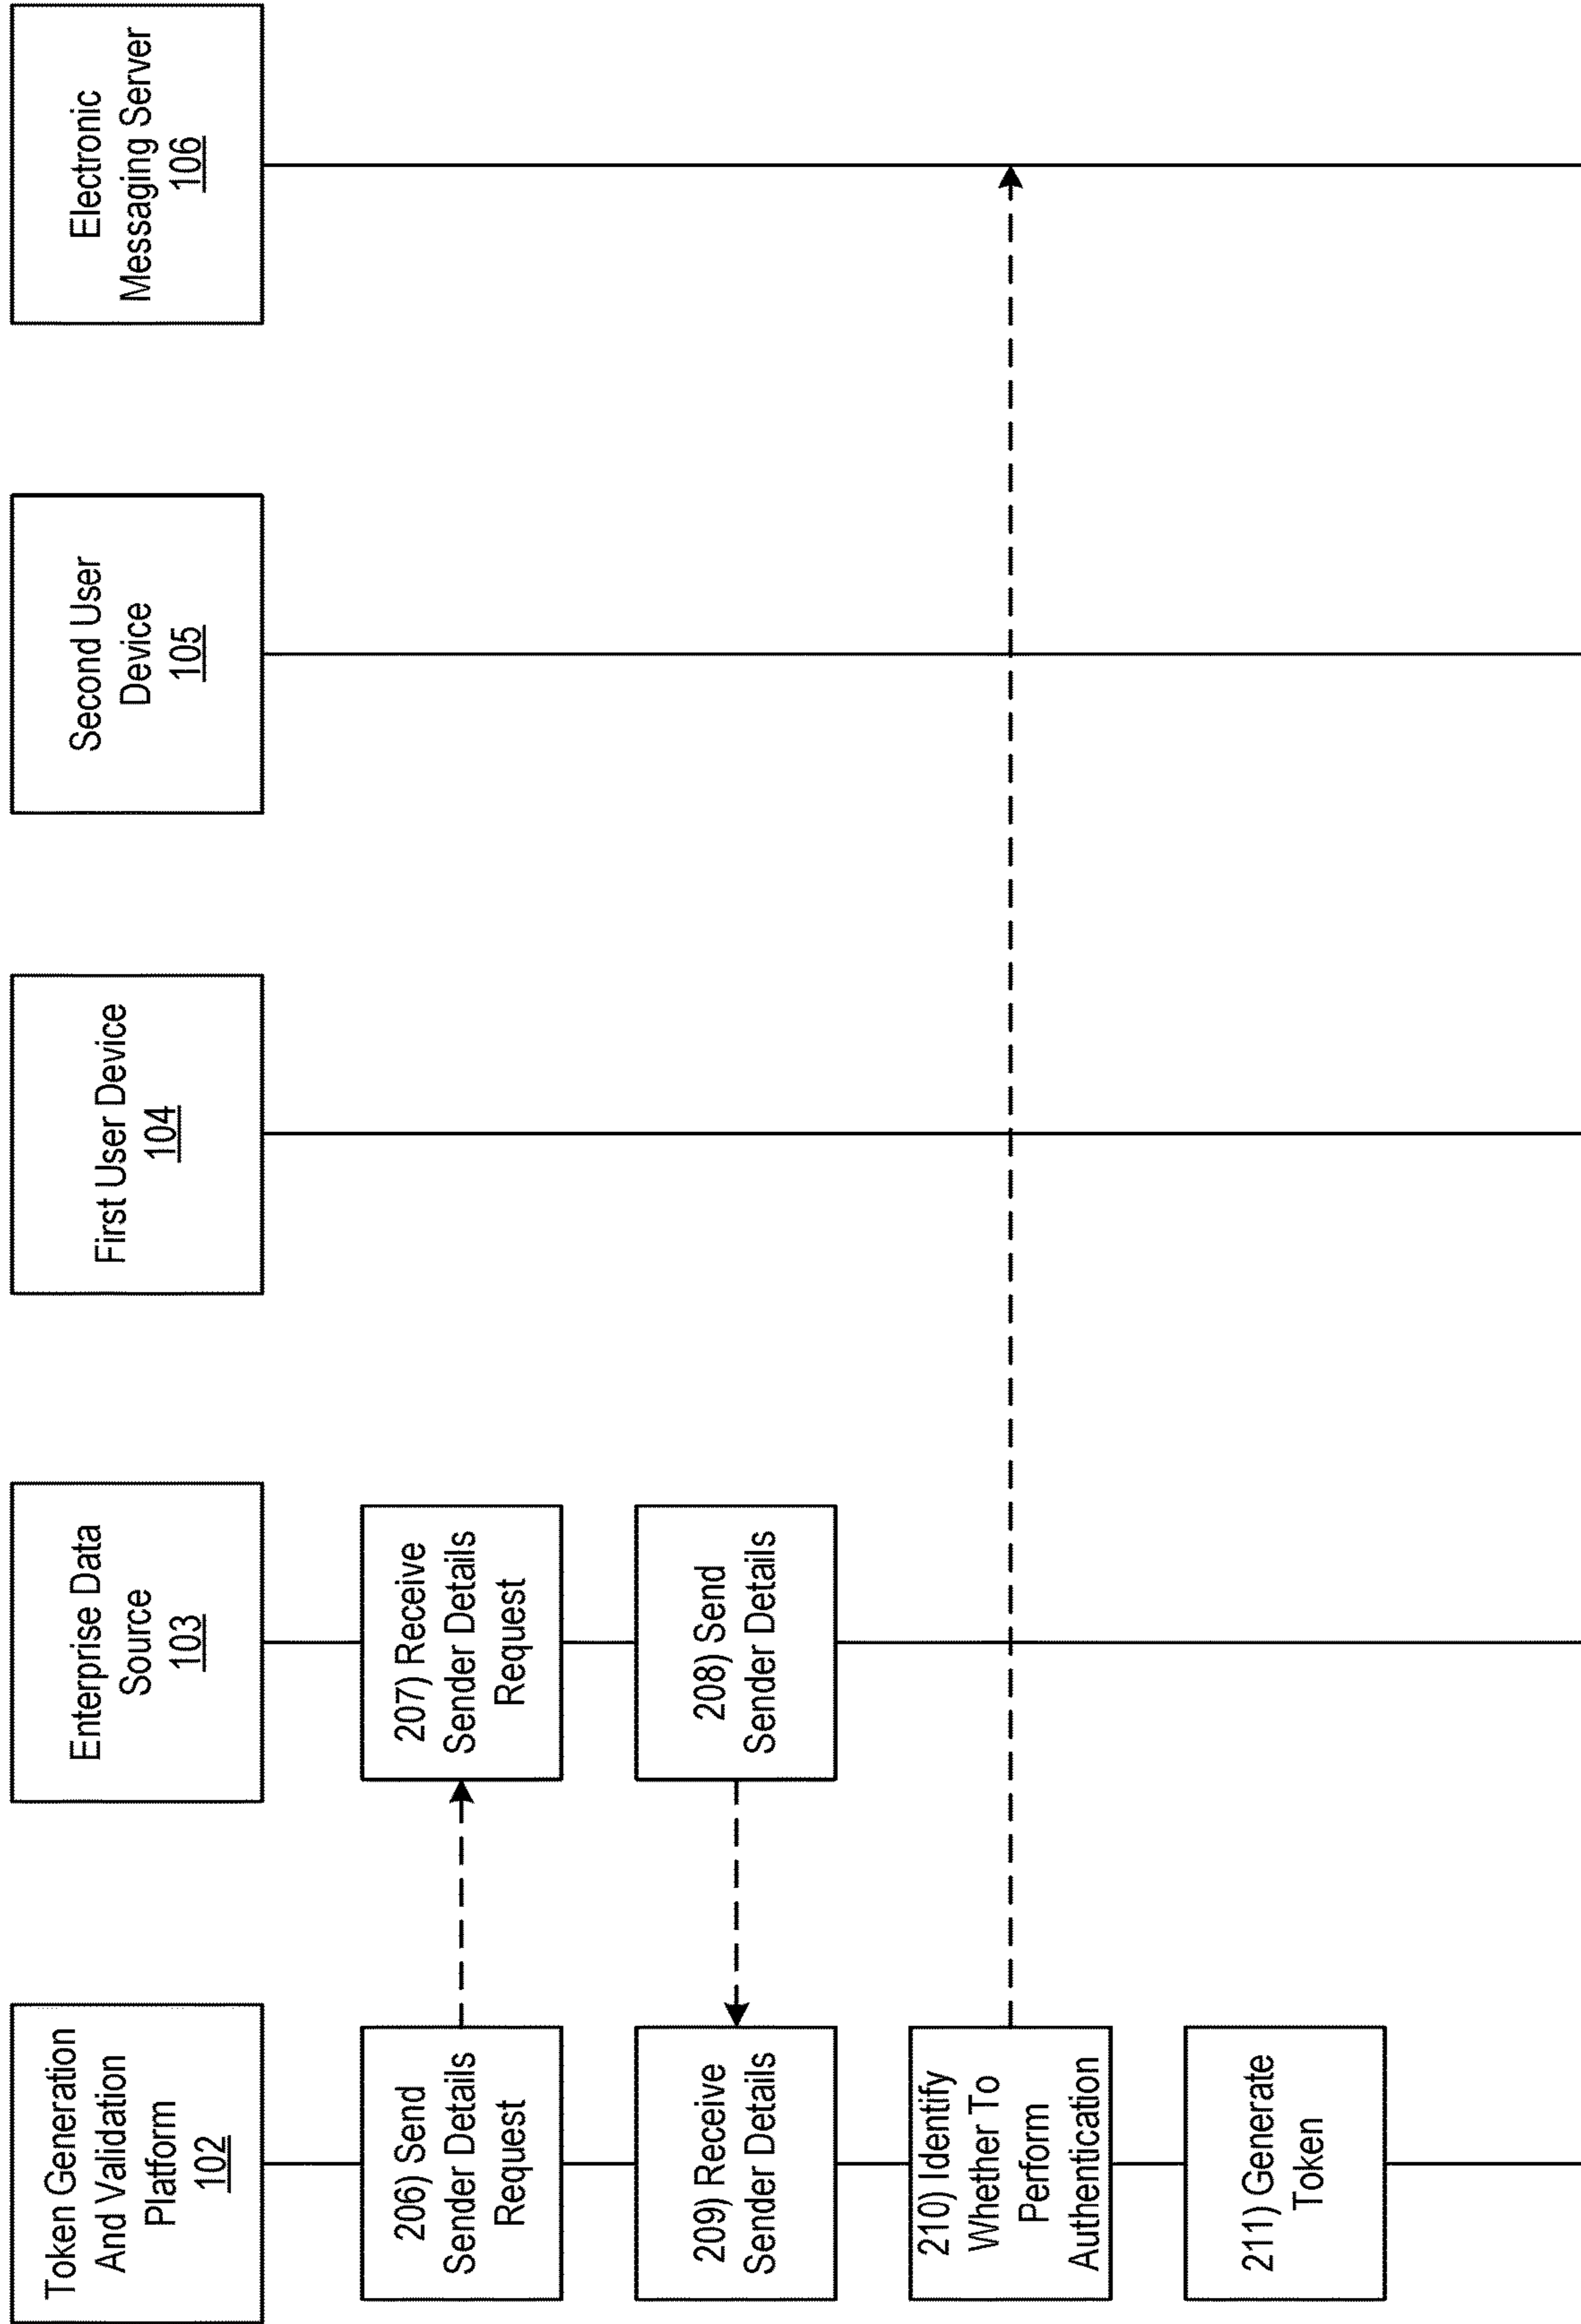 Token Generation
And Validation
Platform
102
Enterprise Data
Source
103
First User Device
104
Second User
Device
105
Electronic
Messaging Server
106
206) Send
Sender Details
Request
207) Receive
Sender Details
Request
209) Receive
Sender Details
208) Send
Sender Details
210) Identify
Whether To
Perform
Authentication
211) Generate
Token